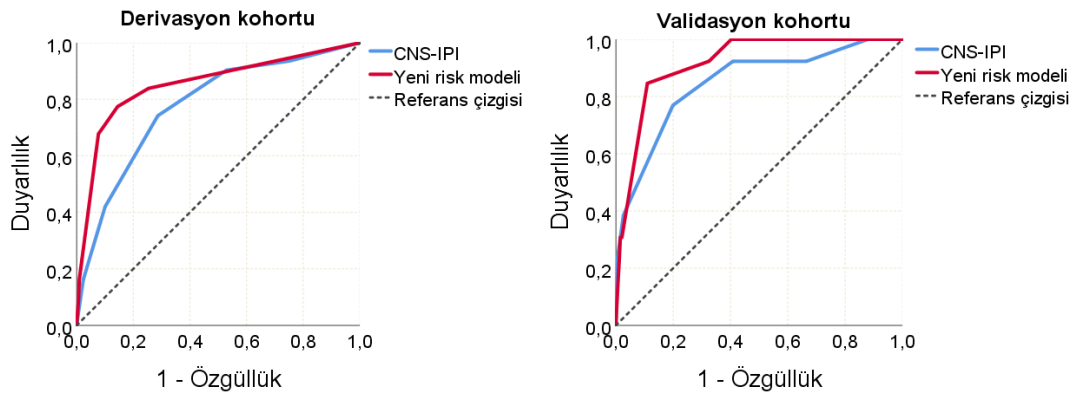 Derivasyon kohortu
1,0
0,8
0,6
0,4
0,2
0,0
0,0 0,2 0,4 0,6 0,8 1,0
Duyarlılık
1 - Özgüllük
CNS-IPI
Yeni risk modeli
Referans çizgisi
Validasyon kohortu
1,0
0,8
0,6
0,4
0,2
0,0
0,0 0,2 0,4 0,6 0,8 1,0
Duyarlılık
1 - Özgüllük
CNS-IPI
Yeni risk modeli
Referans çizgisi